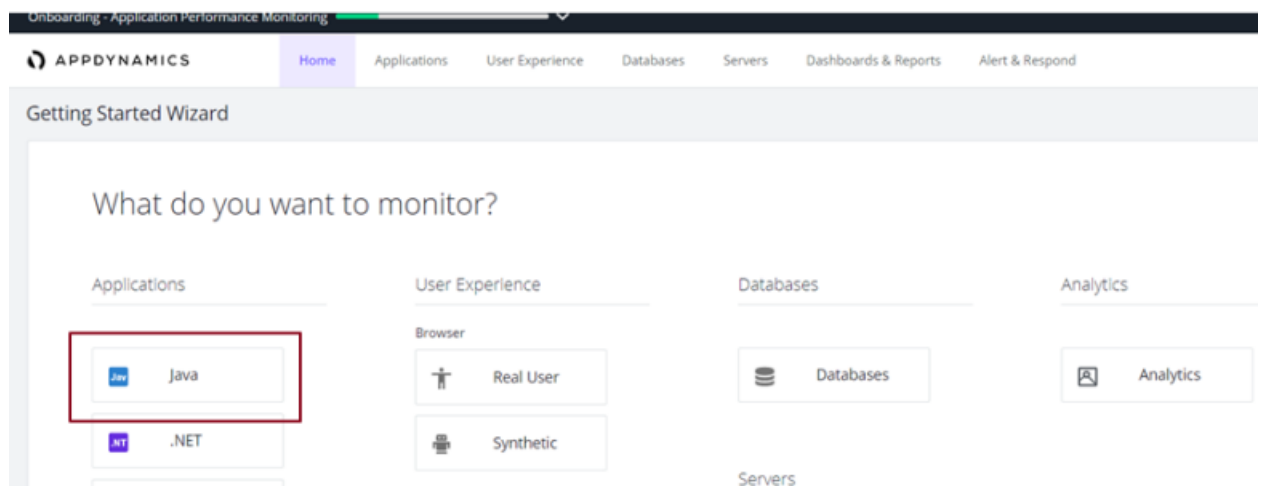 Onboarding - Application Performance Monitoring
APPDYNAMICS Home Applications User Experience Databases Servers Dashboards & Reports Alert & Respond
Getting Started Wizard
What do you want to monitor?
Applications User Experience Databases Analytics
Browser
Jav Java Real User Databases Analytics
.NT .NET Synthetic
Servers